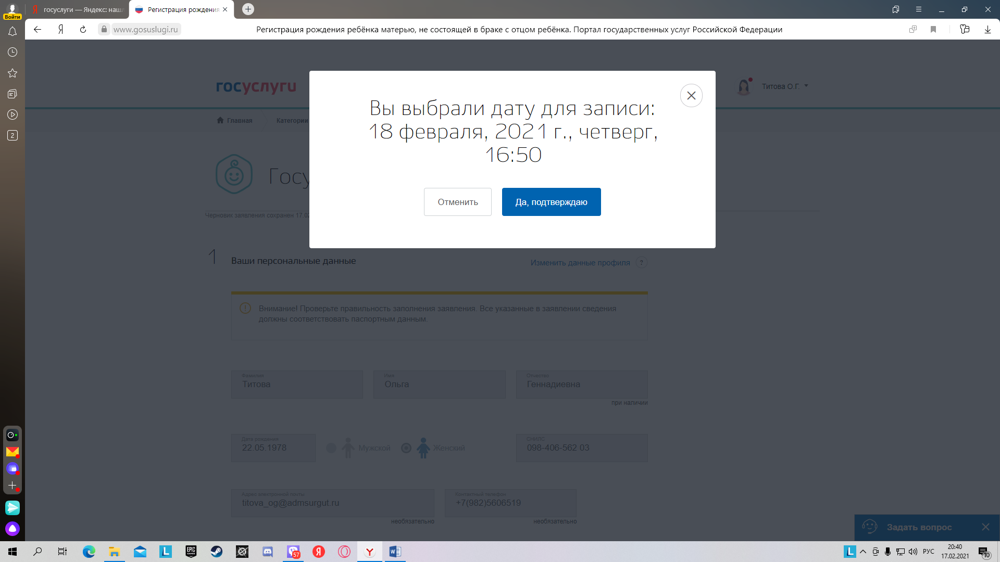 госуслуги — Яндекс: наш
Регистрация рождения
Войти
www.gosuslugi.ru
Регистрация рождения ребёнка матерью, не состоящей в браке с отцом ребёнка. Портал государственных услуг Российской Федерации
2
госуслуги
Титова О.Г.
Главная
Категории
Вы выбрали дату для записи:
18 февраля, 2021 г., четверг,
16:50
Отменить
Да, подтверждаю
Госу
Черновик заявления сохранен 17.02
1
Ваши персональные данные
Изменить данные профиля
?
Внимание! Проверьте правильность заполнения заявления. Все указанные в заявлении сведения
должны соответствовать паспортным данным.
Фамилия
Титова
Имя
Ольга
Отчество
Геннадиевна
при наличии
Дата рождения
22.05.1978
Мужской
Женский
СНИЛС
098-406-562 03
Адрес электронной почты
titova_og@admsurgut.ru
необязательно
Контактный телефон
+7(982)5606519
необязательно
Задать вопрос
L
EPIC
GAMES
57
Я
Y
W
L
РУС
20:40
17.02.2021
10